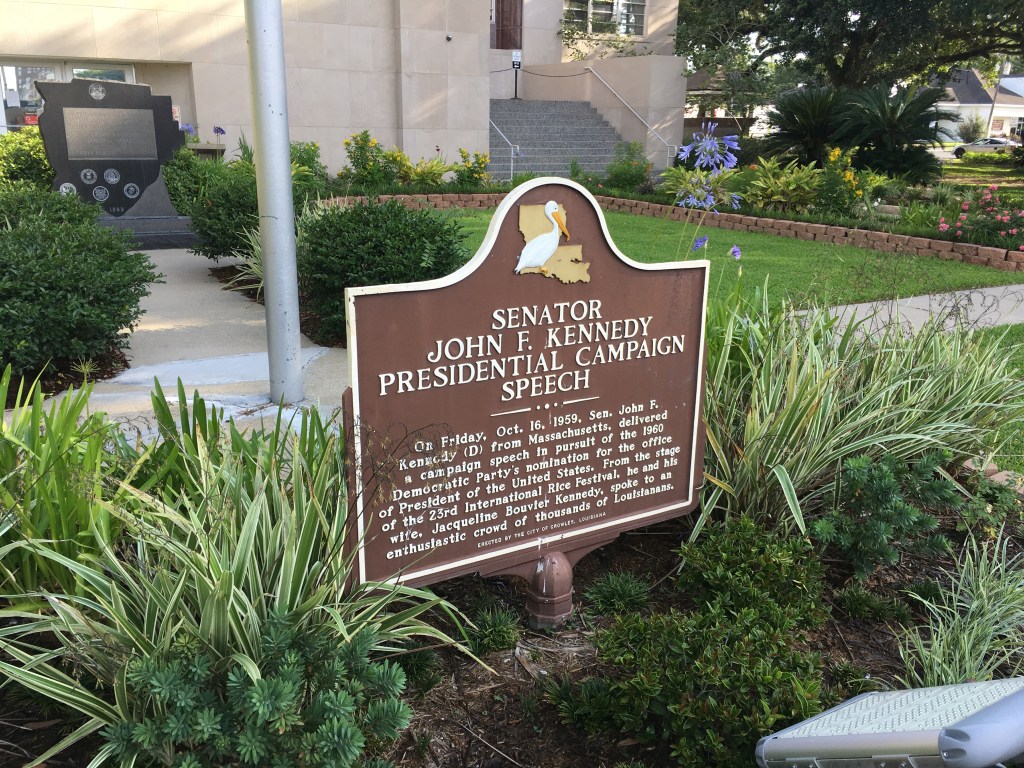 SENATOR
JOHN F. KENNEDY
PRESIDENTIAL CAMPAIGN
SPEECH
On Friday, Oct. 16, 1959, Sen. John F.
Kennedy (D) from Massachusetts, delivered
a campaign speech in pursuit of the 1960
Democratic Party's nomination for the office
of President of the United States. From the stage
of the 23rd International Rice Festival, he and his
wife, Jacqueline Bouvier Kennedy, spoke to an
enthusiastic crowd of thousands of Louisianans.
ERECTED BY THE CITY OF CROWLEY, LOUISIANA